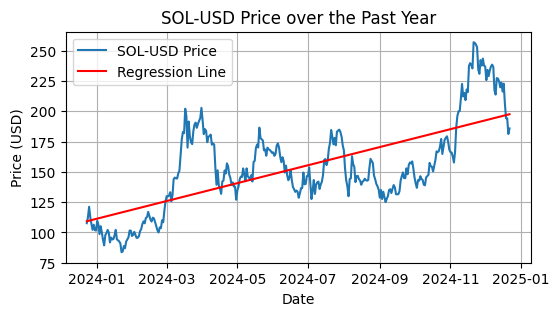 SOL-USD Price over the Past Year
SOL-USD Price
Regression Line
Price (USD)
250
225
200
175
150
125
100
75
2024-01 2024-03 2024-05 2024-07 2024-09 2024-11 2025-01
Date